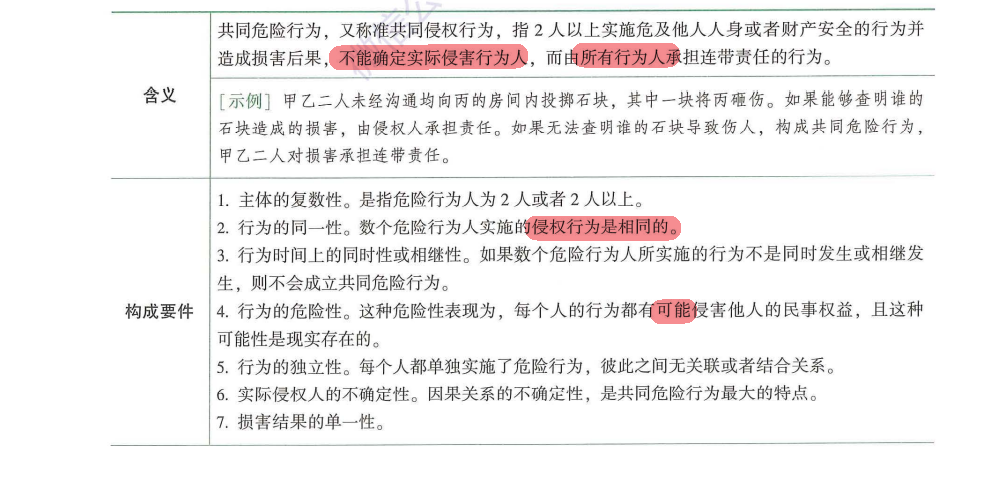 共同危险行为，又称准共同侵权行为，指 2 人以上实施危及他人人身或者财产安全的行为并
造成损害后果，不能确定实际侵害行为人，而由所有行为人承担连带责任的行为。
含义
［示例］甲乙二人未经沟通均向丙的房间内投掷石块，其中一块将丙砸伤。如果能够查明谁的
石块造成的损害，由侵权人承担责任。如果无法查明谁的石块导致伤人，构成共同危险行为，
甲乙二人对损害承担连带责任。
构成要件
1. 主体的复数性。是指危险行为人为 2 人或者 2 人以上。
2. 行为的同一性。数个危险行为人实施的侵权行为是相同的。
3. 行为时间上的同时性或相继性。如果数个危险行为人所实施的行为不是同时发生或相继发
生，则不会成立共同危险行为。
4. 行为的危险性。这种危险性表现为，每个人的行为都有可能侵害他人的民事权益，且这种
可能性是现实存在的。
5. 行为的独立性。每个人都单独实施了危险行为，彼此之间无关联或者结合关系。
6. 实际侵权人的不确定性。因果关系的不确定性，是共同危险行为最大的特点。
7. 损害结果的单一性。